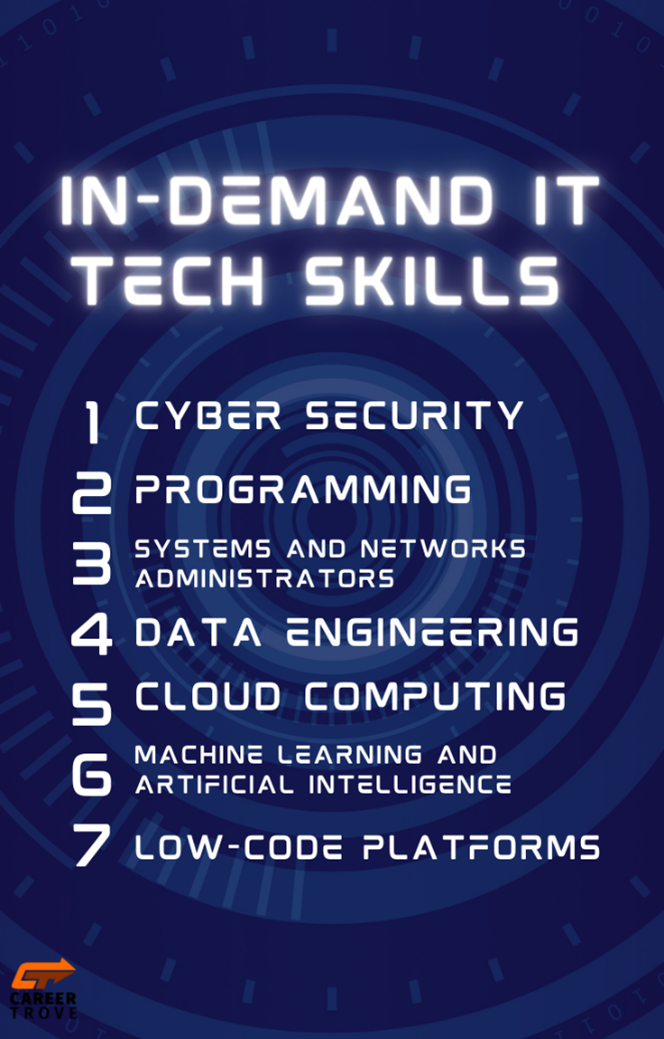 IN-DEMAND IT
TECH SKILLS
1 CYBER SECURITY
2 PROGRAMMING
3 SYSTEMS AND NETWORKS
ADMINISTRATORS
4 DATA ENGINEERING
5 CLOUD COMPUTING
6 MACHINE LEARNING AND
ARTIFICIAL INTELLIGENCE
7 LOW-CODE PLATFORMS
CT
CAREER
TROVE